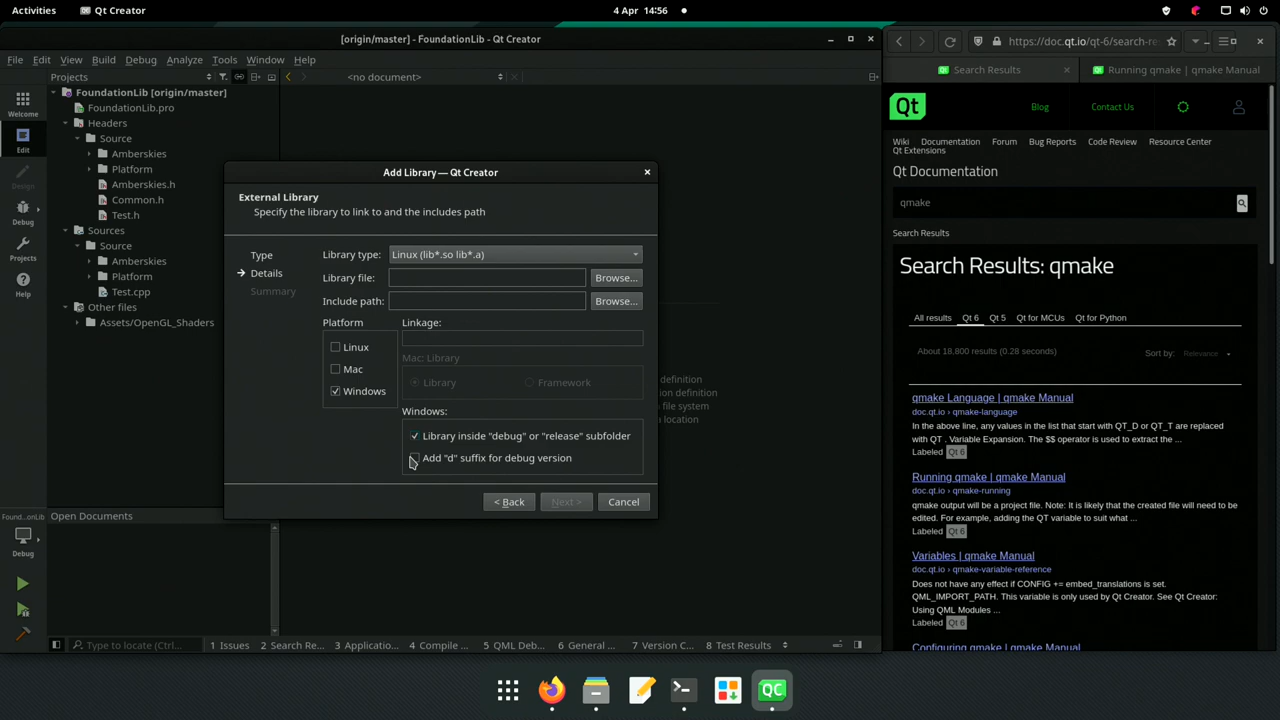 Activities
Qt Creator
4 Apr 14:56
[origin/master] - FoundationLib - Qt Creator
File Edit View Build Debug Analyze Tools Window Help
Projects
<no document>
Welcome
Edit
Design
Debug
Projects
Help
FoundationLib [origin/master]
FoundationLib.pro
Headers
Source
Amberskies
Platform
Amberskies.h
Common.h
Test.h
Sources
Source
Amberskies
Platform
Test.cpp
Other files
Assets/OpenGL_Shaders
Add Library — Qt Creator
External Library
Specify the library to link to and the includes path
Type
Details
Summary
Library type: Linux (lib*.so lib*.a)
Library file: Browse...
Include path: Browse...
Platform
Linux
Mac
Windows
Linkage:
Mac: Library
Library Framework
Windows:
Library inside "debug" or "release" subfolder
Add "d" suffix for debug version
< Back Next > Cancel
definition
definition
file system
location
Found...onLib
Debug
Open Documents
Type to locate (Ctrl...
1 Issues 2 Search Re... 3 Applicatio... 4 Compile ... 5 QML Deb... 6 General ... 7 Version C... 8 Test Results
https://doc.qt.io/qt-6/search-re
Search Results
Running qmake | qmake Manual
Qt
Blog Contact Us
Wiki Documentation Forum Bug Reports Code Review Resource Center
Qt Extensions
Qt Documentation
qmake
Search Results
Search Results: qmake
All results Qt 6 Qt 5 Qt for MCUs Qt for Python
About 18,800 results (0.28 seconds)
Sort by: Relevance
qmake Language | qmake Manual
doc.qt.io › qmake-language
In the above line, any values in the list that start with QT_D or QT_T are replaced
with QT . Variable Expansion. The $$ operator is used to extract the ...
Labeled Qt 6
Running qmake | qmake Manual
doc.qt.io › qmake-running
qmake output will be a project file. Note: It is likely that the created file will need to be
edited. For example, adding the QT variable to suit what ...
Labeled Qt 6
Variables | qmake Manual
doc.qt.io › qmake-variable-reference
Does not have any effect if CONFIG += embed_translations is set.
QML_IMPORT_PATH. This variable is only used by Qt Creator. See Qt Creator:
Using QML Modules ...
Labeled Qt 6
Configuring qmake | qmake Manual
QC